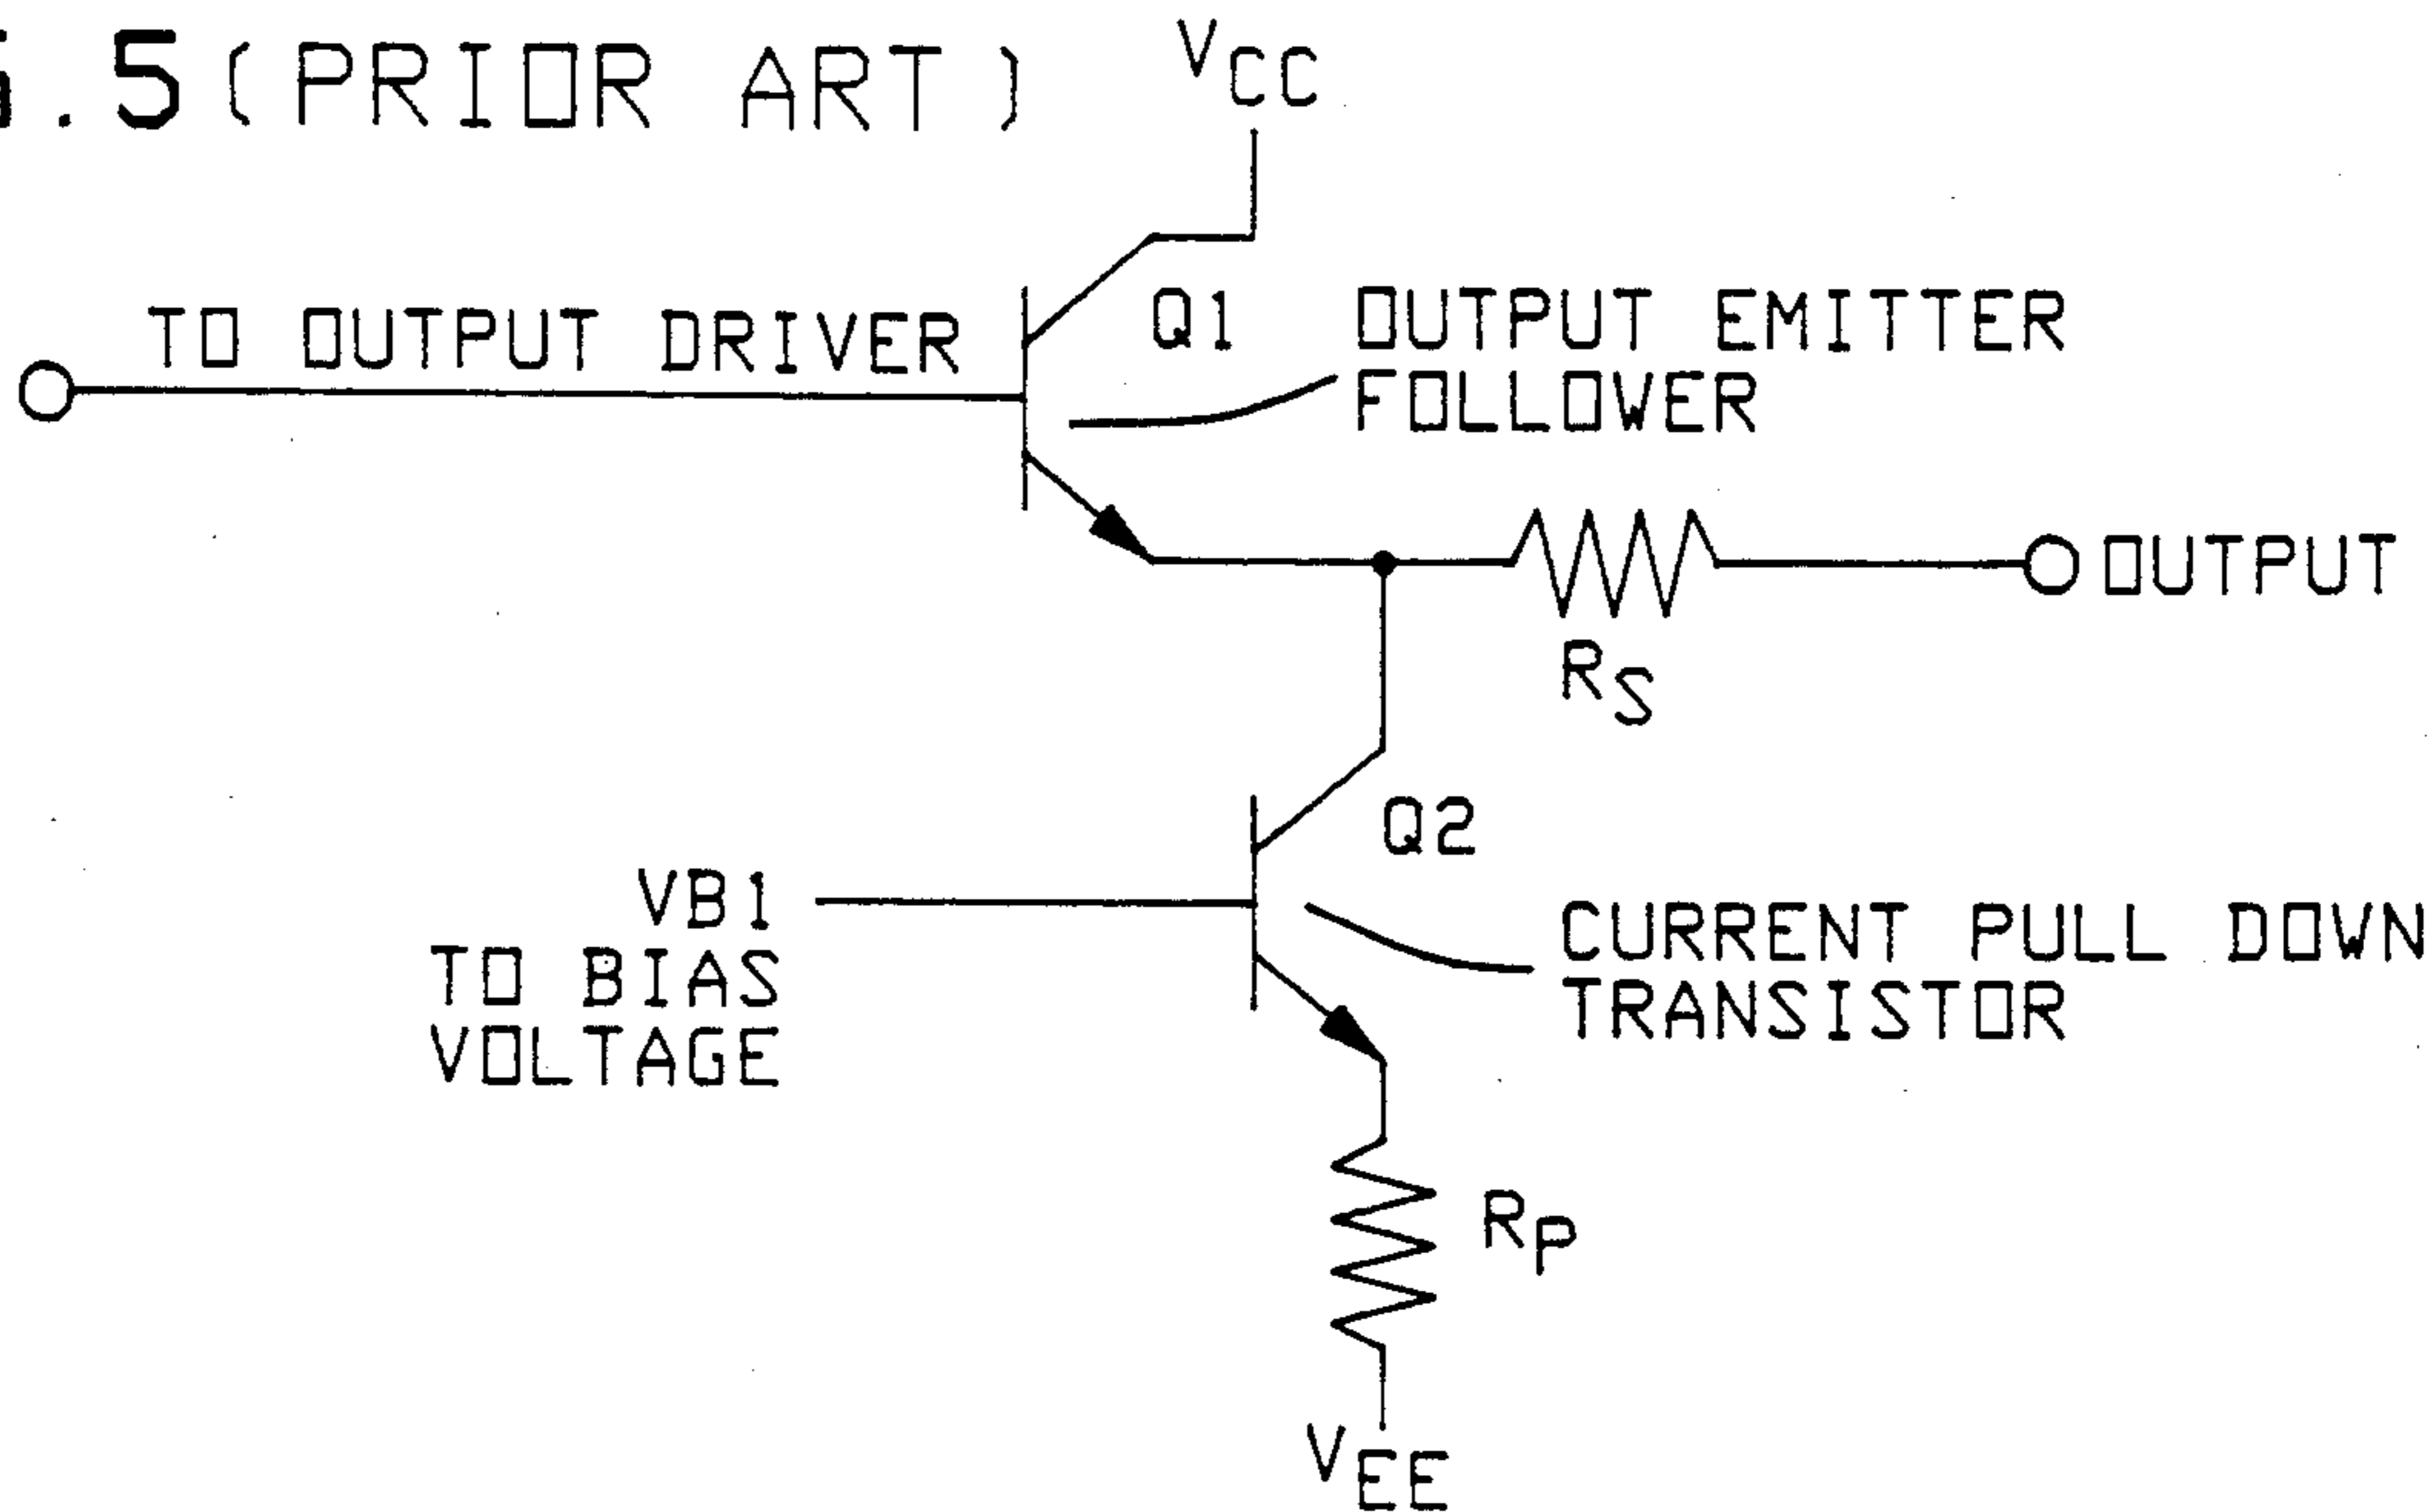 . 5 (PRIOR ART)
VCC
TO OUTPUT DRIVER
Q1
OUTPUT EMITTER
FOLLOWER
OUTPUT
RS
Q2
VB1
TO BIAS
VOLTAGE
CURRENT PULL DOWN
TRANSISTOR
RP
VEE